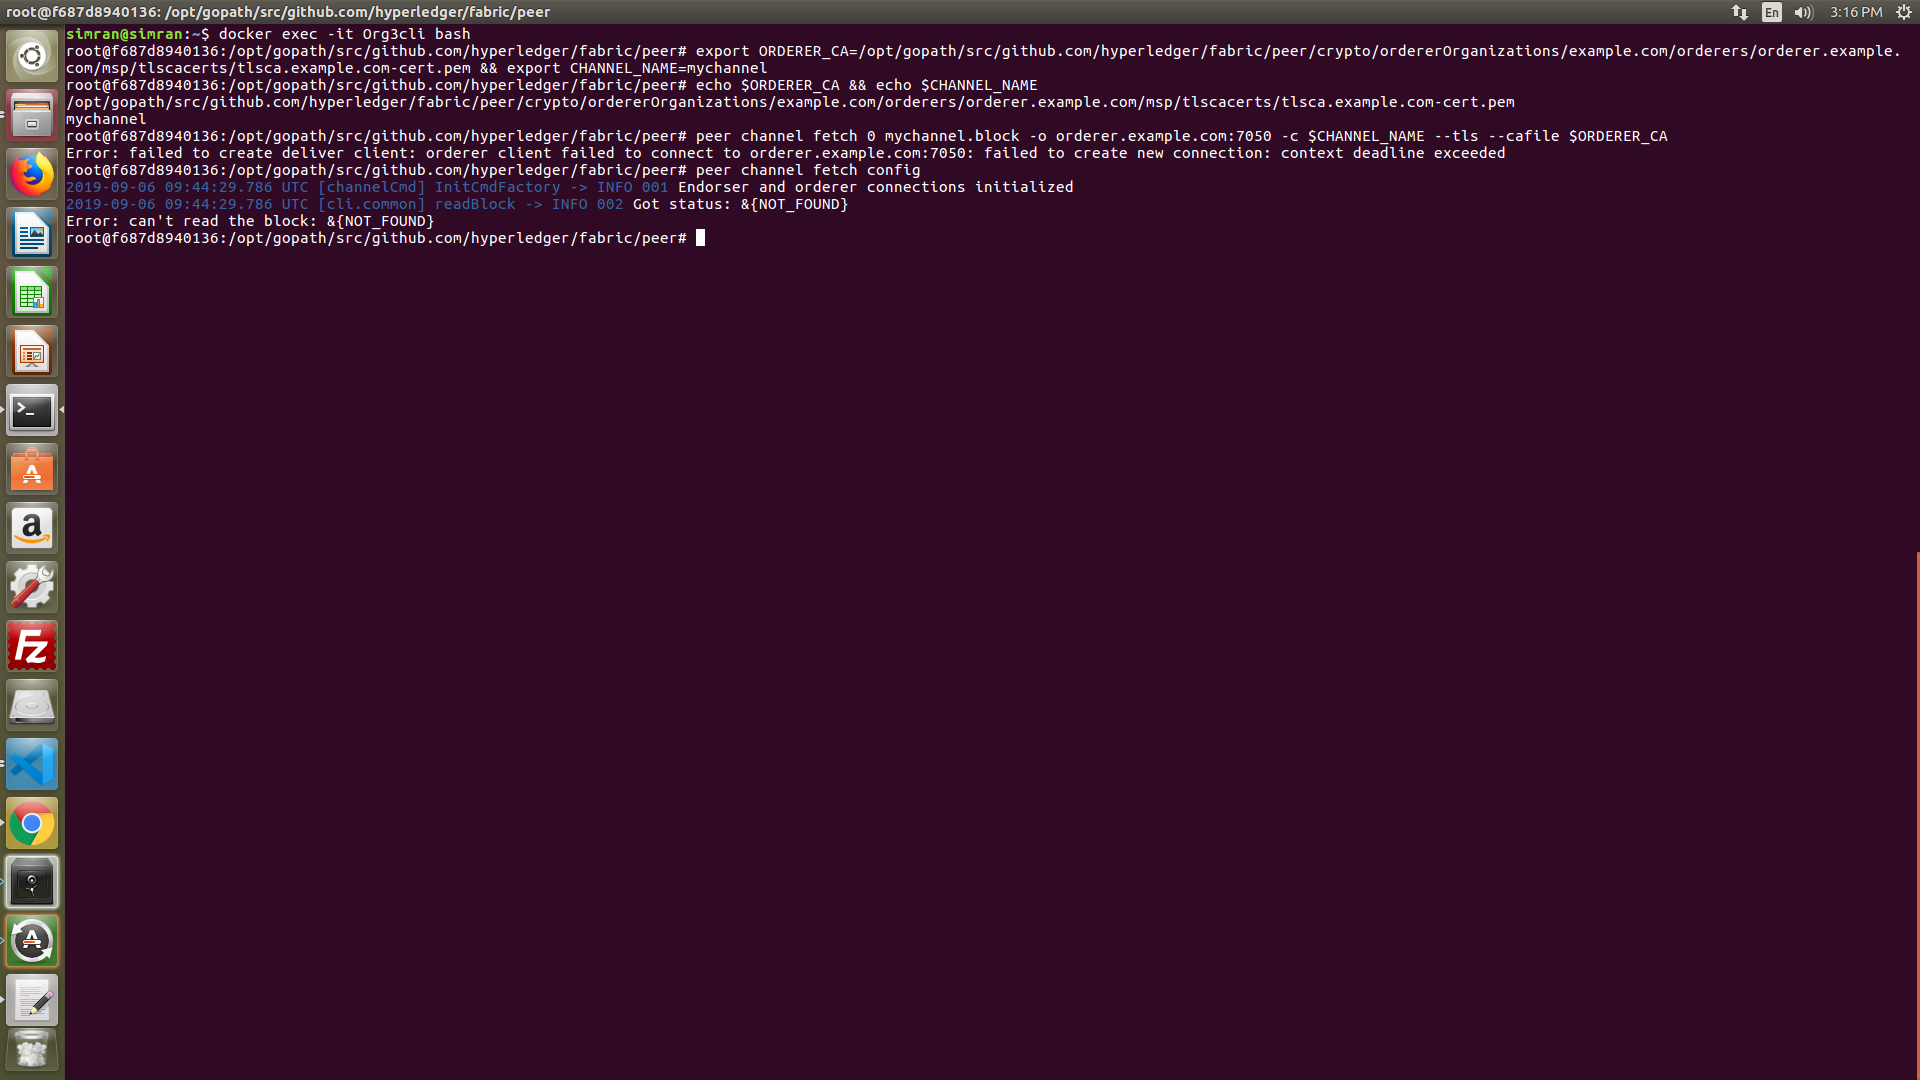 root@f687d8940136: /opt/gopath/src/github.com/hyperledger/fabric/peer
En
3:16 PM
simran@simran:~$ docker exec -it Org3cli bash
root@f687d8940136:/opt/gopath/src/github.com/hyperledger/fabric/peer# export ORDERER_CA=/opt/gopath/src/github.com/hyperledger/fabric/peer/crypto/ordererOrganizations/example.com/orderers/orderer.example.
com/msp/tlscacerts/tlsca.example.com-cert.pem && export CHANNEL_NAME=mychannel
root@f687d8940136:/opt/gopath/src/github.com/hyperledger/fabric/peer# echo $ORDERER_CA && echo $CHANNEL_NAME
/opt/gopath/src/github.com/hyperledger/fabric/peer/crypto/ordererOrganizations/example.com/orderers/orderer.example.com/msp/tlscacerts/tlsca.example.com-cert.pem
mychannel
root@f687d8940136:/opt/gopath/src/github.com/hyperledger/fabric/peer# peer channel fetch 0 mychannel.block -o orderer.example.com:7050 -c $CHANNEL_NAME --tls --cafile $ORDERER_CA
Error: failed to create deliver client: orderer client failed to connect to orderer.example.com:7050: failed to create new connection: context deadline exceeded
root@f687d8940136:/opt/gopath/src/github.com/hyperledger/fabric/peer# peer channel fetch config
2019-09-06 09:44:29.786 UTC [channelCmd] InitCmdFactory -> INFO 001 Endorser and orderer connections initialized
2019-09-06 09:44:29.786 UTC [cli.common] readBlock -> INFO 002 Got status: &{NOT_FOUND}
Error: can't read the block: &{NOT_FOUND}
root@f687d8940136:/opt/gopath/src/github.com/hyperledger/fabric/peer#